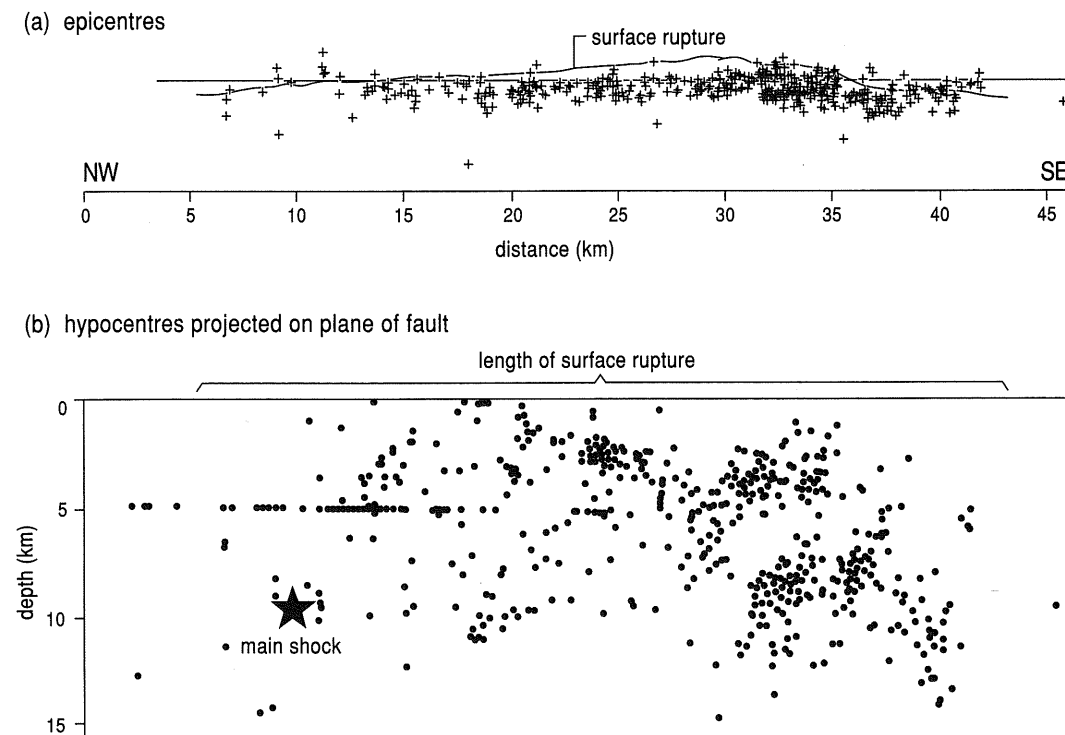 (a) epicentres
surface rupture
NW
SE
0 5 10 15 20 25 30 35 40 45
distance (km)
(b) hypocentres projected on plane of fault
length of surface rupture
0
5
depth (km)
10
main shock
15